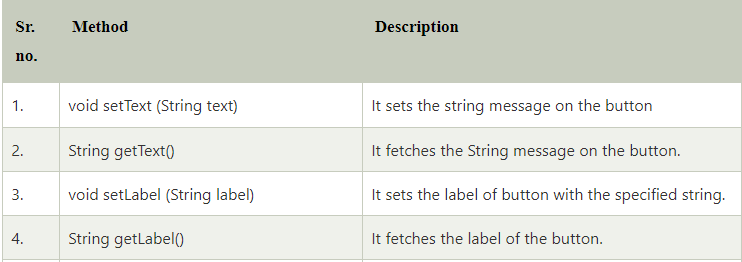 Sr. no. Method Description
1. void setText (String text) It sets the string message on the button
2. String getText() It fetches the String message on the button.
3. void setLabel (String label) It sets the label of button with the specified string.
4. String getLabel() It fetches the label of the button.